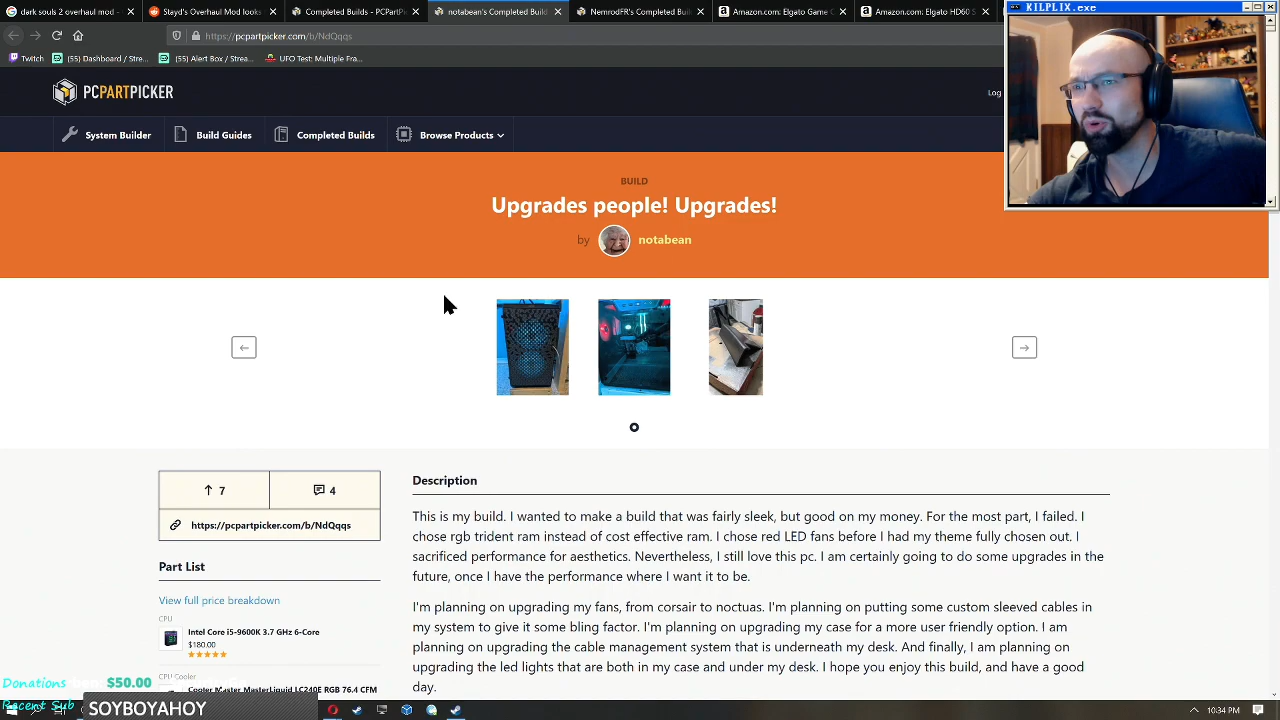 dark souls 2 overhaul mod - Goo
Stayd's Overhaul Mod looks
Completed Builds - PCPartPi
notabean's Completed Build
NemrodFR's Completed Buil
Amazon.com: Elgato Game C
Amazon.com: Elgato HD60 S
KILPLIX.exe
https://pcpartpicker.com/b/NdQqqs
Twitch
(3) Dashboard / Stre...
(3) Alert Box / Strea...
UFO Test: Multiple Fra...
PCPARTPICKER
Log
System Builder
Build Guides
Completed Builds
Browse Products
BUILD
Upgrades people! Upgrades!
by notabean
7
4
https://pcpartpicker.com/b/NdQqqs
Part List
View full price breakdown
CPU
Intel Core i5-9600K 3.7 GHz 6-Core
$180.00
CPU Cooler
Cooler Master MasterLiquid LC240E RGB 76.4 CFM
Description
This is my build. I wanted to make a build that was fairly sleek, but good on my money. For the most part, I failed. I
chose rgb trident ram instead of cost effective ram. I chose red LED fans before I had my theme fully chosen out. I
sacrificed performance for aesthetics. Nevertheless, I still love this pc. I am certainly going to do some upgrades in the
future, once I have the performance where I want it to be.
I'm planning on upgrading my fans, from corsair to noctuas. I'm planning on putting some custom sleeved cables in
my system to give it some bling factor. I'm planning on upgrading my case for a more user friendly option. I am
planning on upgrading the cable management system that is underneath my desk. And finally, I am planning on
upgrading the led lights that are both in my case and under my desk. I hope you enjoy this build, and have a good
day.
Donations
$50.00
Recent Sub
SOYBOYAHOY
10:34 PM